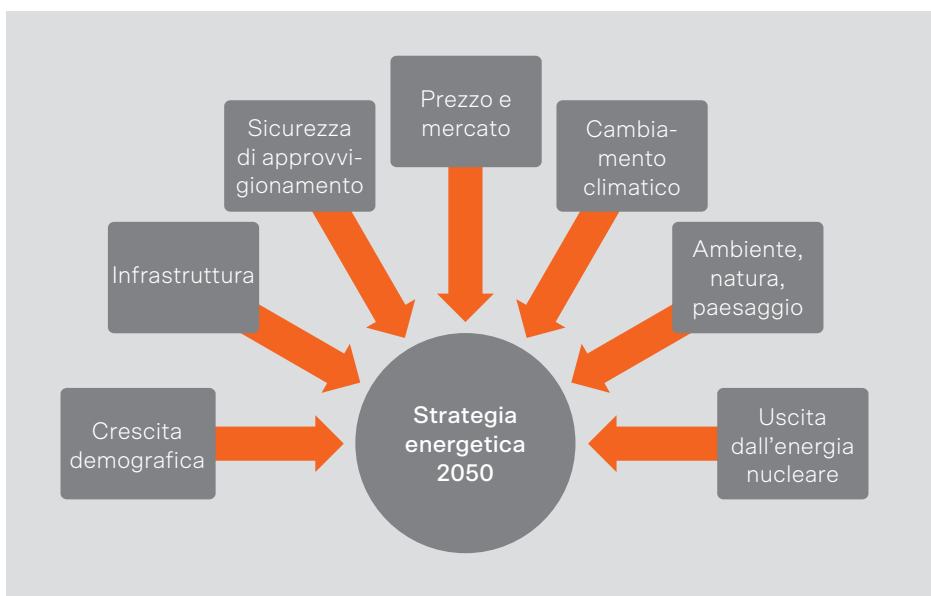 Prezzo e
mercato
Sicurezza
di approvvi-
gionamento
Cambia-
mento
climatico
Infrastruttura
Ambiente,
natura,
paesaggio
Crescita
demografica
Strategia
energetica
2050
Uscita
dall'energia
nucleare